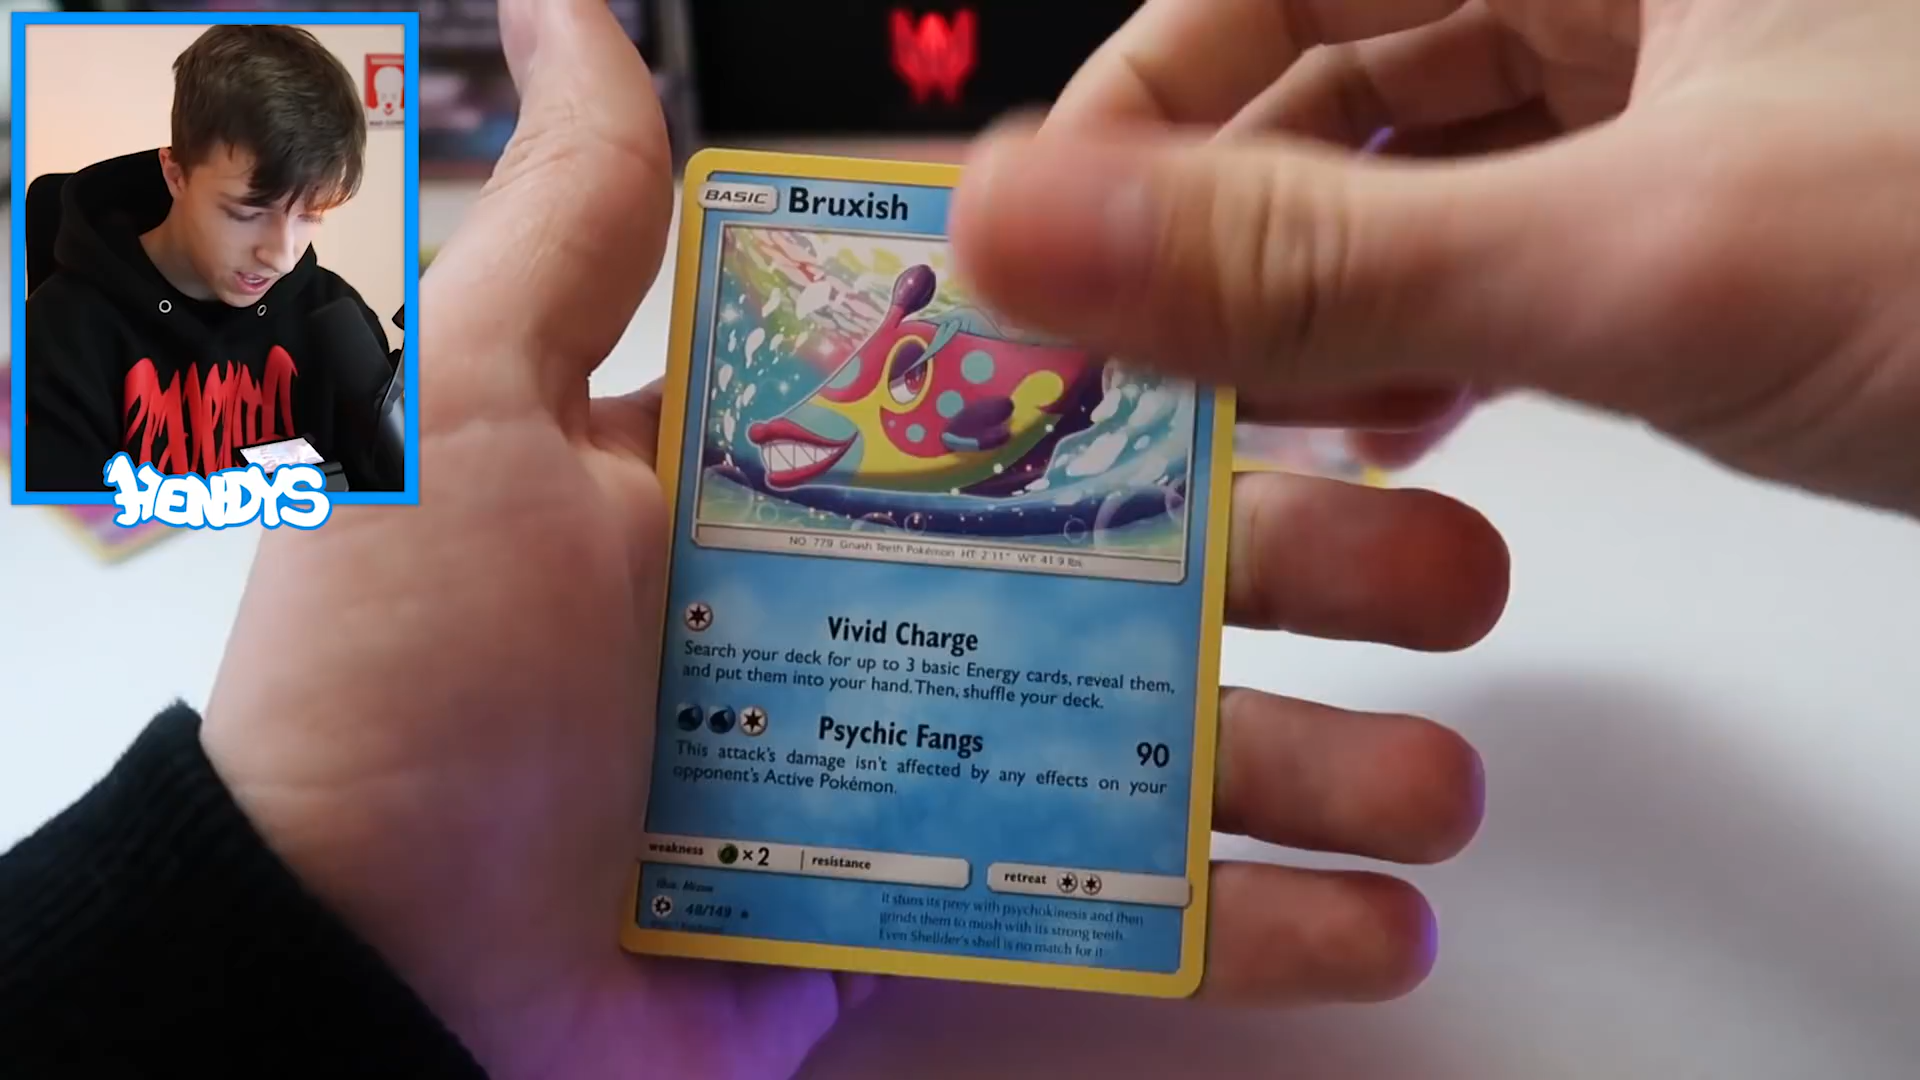 HENDYS
BASIC Bruxish
NO. 779 Gnash Teeth Pokémon HT: 2'11" WT: 41.9 lbs.
Vivid Charge
Search your deck for up to 3 basic Energy cards, reveal them,
and put them into your hand. Then, shuffle your deck.
Psychic Fangs 90
This attack's damage isn't affected by any effects on your
opponent's Active Pokémon.
weakness ×2 resistance
retreat
illus. Mizue
48/149
It stuns its prey with psychokinesis and then
grinds them to mush with its strong teeth.
Even Shellder's shell is no match for it.